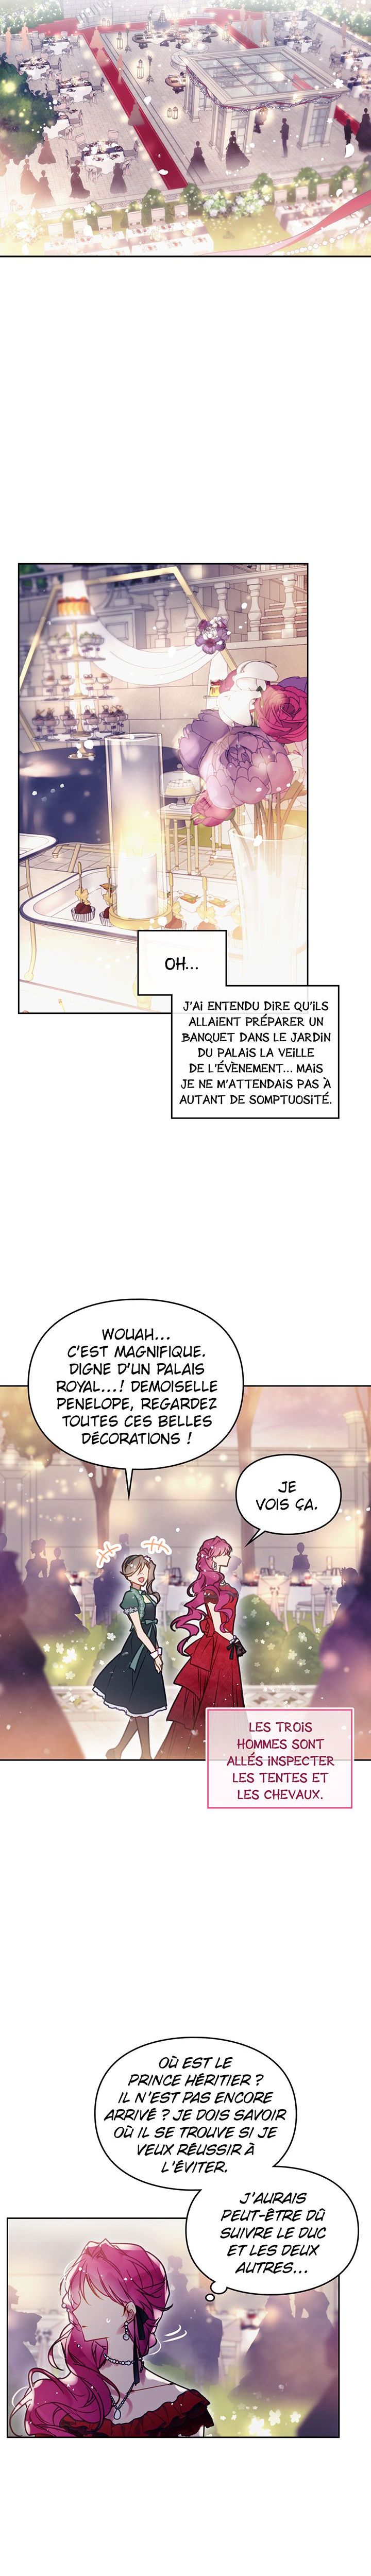 OH...
J'AI ENTENDU DIRE QU'ILS
ALLAIENT PRÉPARER UN
BANQUET DANS LE JARDIN
DU PALAIS LA VEILLE
DE L'ÉVÈNEMENT... MAIS
JE NE M'ATTENDAIS PAS À
AUTANT DE SOMPTUOSITÉ.
WOUAH...
C'EST MAGNIFIQUE.
DIGNE D'UN PALAIS
ROYAL...! DEMOISELLE
PENELOPE, REGARDEZ
TOUTES CES BELLES
DÉCORATIONS !
JE
VOIS ÇA.
LES TROIS
HOMMES SONT
ALLÉS INSPECTER
LES TENTES ET
LES CHEVAUX.
OÙ EST LE
PRINCE HÉRITIER ?
IL N'EST PAS ENCORE
ARRIVÉ ? JE DOIS SAVOIR
OÙ IL SE TROUVE SI JE
VEUX RÉUSSIR À
L'ÉVITER.
J'AURAIS
PEUT-ÊTRE DÛ
SUIVRE LE DUC
ET LES DEUX
AUTRES...